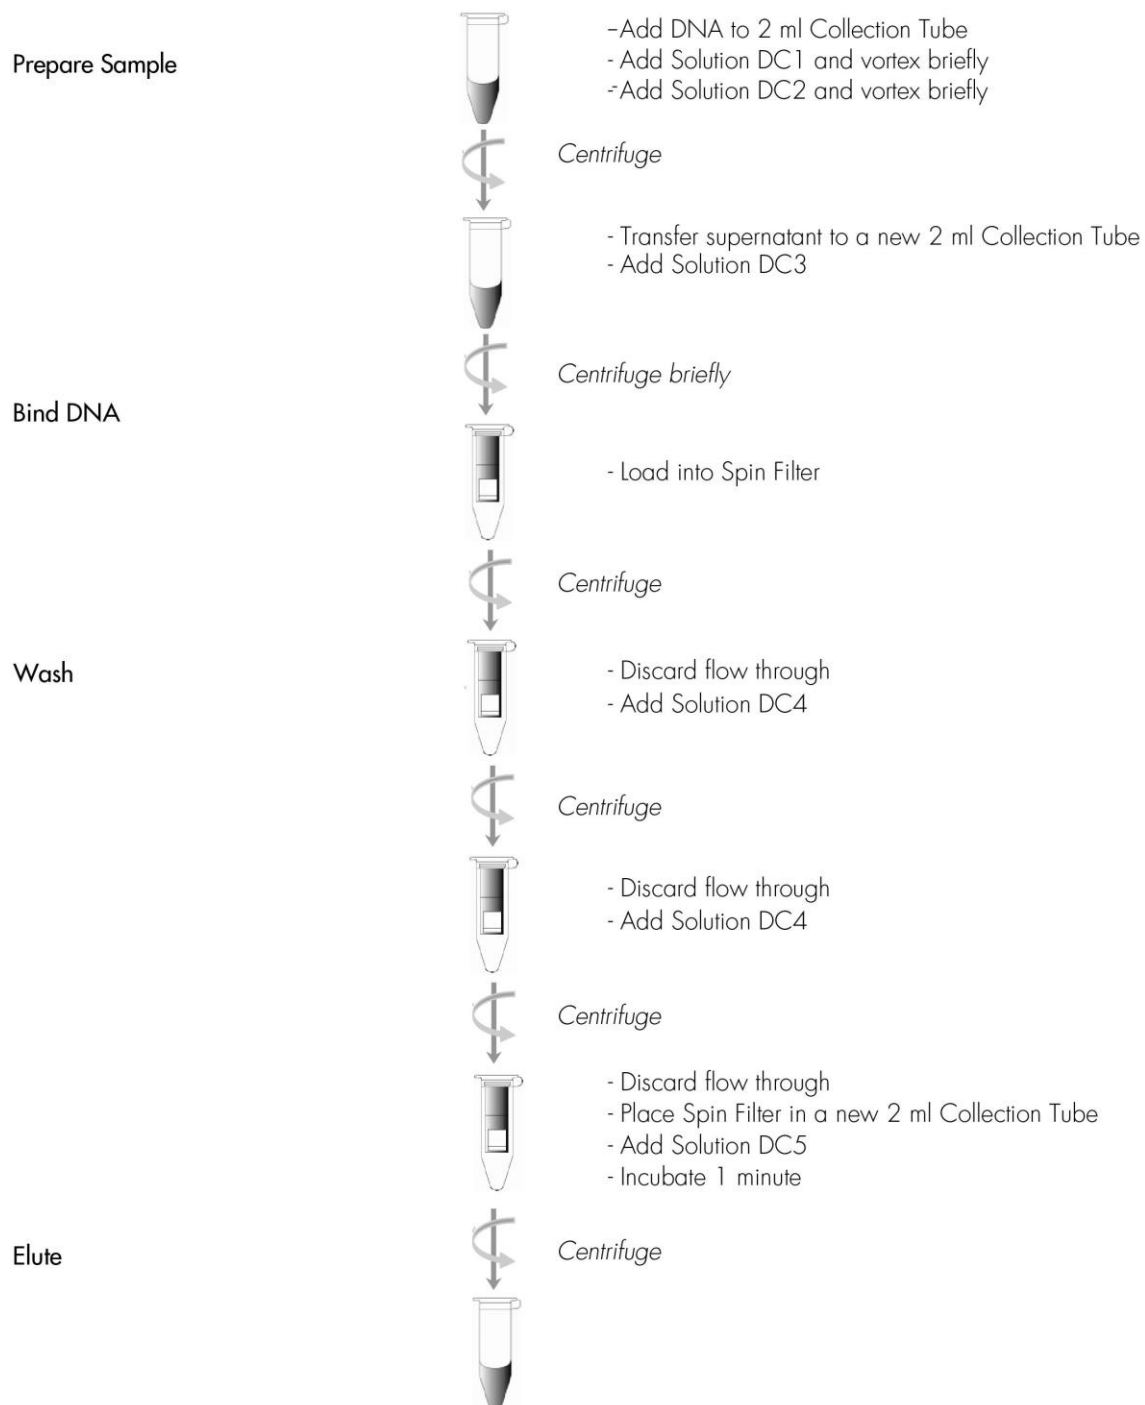 Prepare Sample
–Add DNA to 2 ml Collection Tube
- Add Solution DC1 and vortex briefly
- Add Solution DC2 and vortex briefly
Centrifuge
- Transfer supernatant to a new 2 ml Collection Tube
- Add Solution DC3
Centrifuge briefly
Bind DNA
- Load into Spin Filter
Centrifuge
Wash
- Discard flow through
- Add Solution DC4
Centrifuge
- Discard flow through
- Add Solution DC4
Centrifuge
- Discard flow through
- Place Spin Filter in a new 2 ml Collection Tube
- Add Solution DC5
- Incubate 1 minute
Elute
Centrifuge